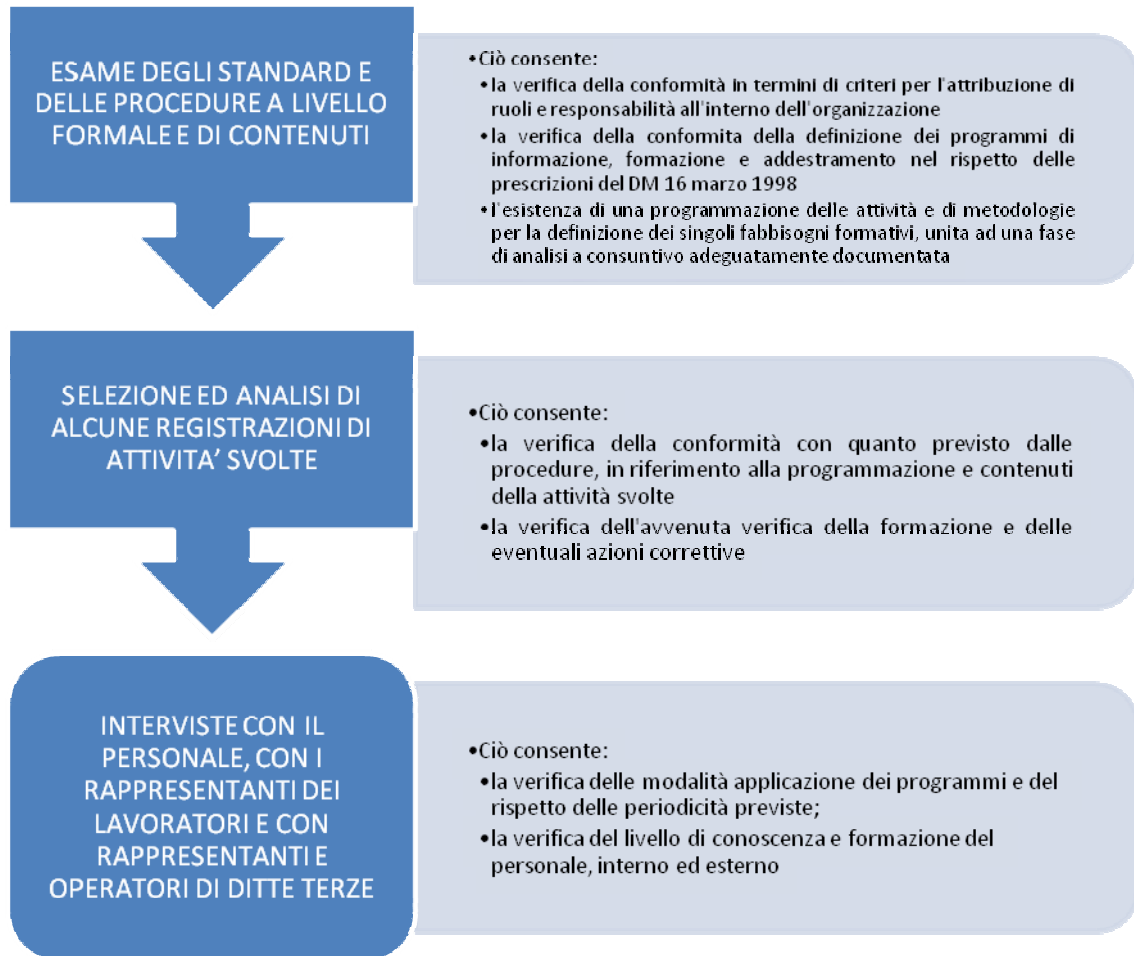 ESAME DEGLI STANDARD E
DELLE PROCEDURE A LIVELLO
FORMALE E DI CONTENUTI
•Ciò consente:
•la verifica della conformità in termini di criteri per l'attribuzione di
ruoli e responsabilità all'interno dell'organizzazione
•la verifica della conformita della definizione dei programmi di
informazione, formazione e addestramento nel rispetto delle
prescrizioni del DM 16 marzo 1998
•l'esistenza di una programmazione delle attività e di metodologie
per la definizione dei singoli fabbisogni formativi, unita ad una fase
di analisi a consuntivo adeguatamente documentata
SELEZIONE ED ANALISI DI
ALCUNE REGISTRAZIONI DI
ATTIVITA' SVOLTE
•Ciò consente:
•la verifica della conformità con quanto previsto dalle
procedure, in riferimento alla programmazione e contenuti
della attività svolte
•la verifica dell'avvenuta verifica della formazione e delle
eventuali azioni correttive
INTERVISTE CON IL
PERSONALE, CON I
RAPPRESENTANTI DEI
LAVORATORI E CON
RAPPRESENTANTI E
OPERATORI DI DITTE TERZE
•Ciò consente:
•la verifica delle modalità applicazione dei programmi e del
rispetto delle periodicità previste;
•la verifica del livello di conoscenza e formazione del
personale, interno ed esterno